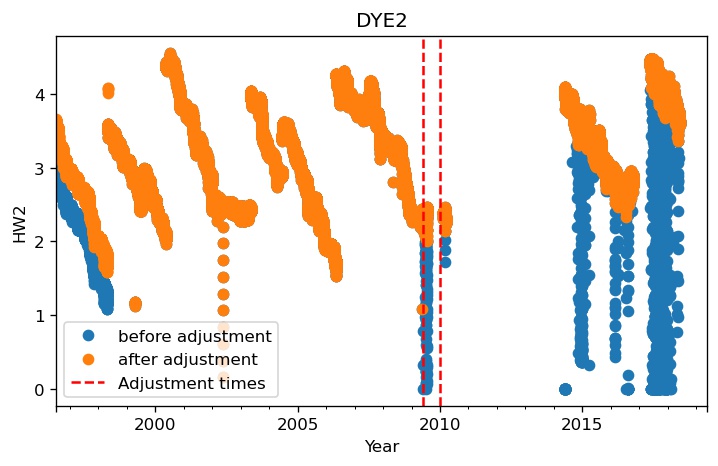 DYE2
HW2
4
3
2
1
0
before adjustment
after adjustment
Adjustment times
2000 2005 2010 2015
Year